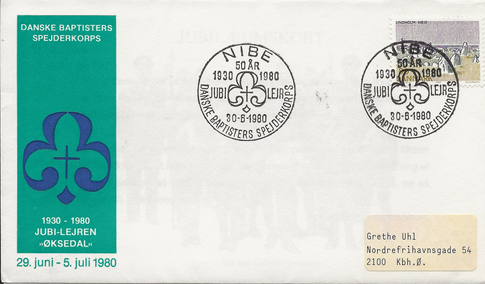 DANSKE BAPTISTERS
SPEJDERKORPS
1930 - 1980
JUBI-LEJREN
»ØKSEDAL«
29. juni - 5. juli 1980
NIBE
50 ÅR
1930 1980
JUBI LEJR
30-6-1980
DANSKE BAPTISTERS SPEJDERKORPS
NIBE
50 ÅR
1930 1980
JUBI LEJR
30-6-1980
DANSKE BAPTISTERS SPEJDERKORPS
LINDHOLM HØJE
Grethe Uhl
Nordrefrihavnsgade 54
2100 Kbh.Ø.